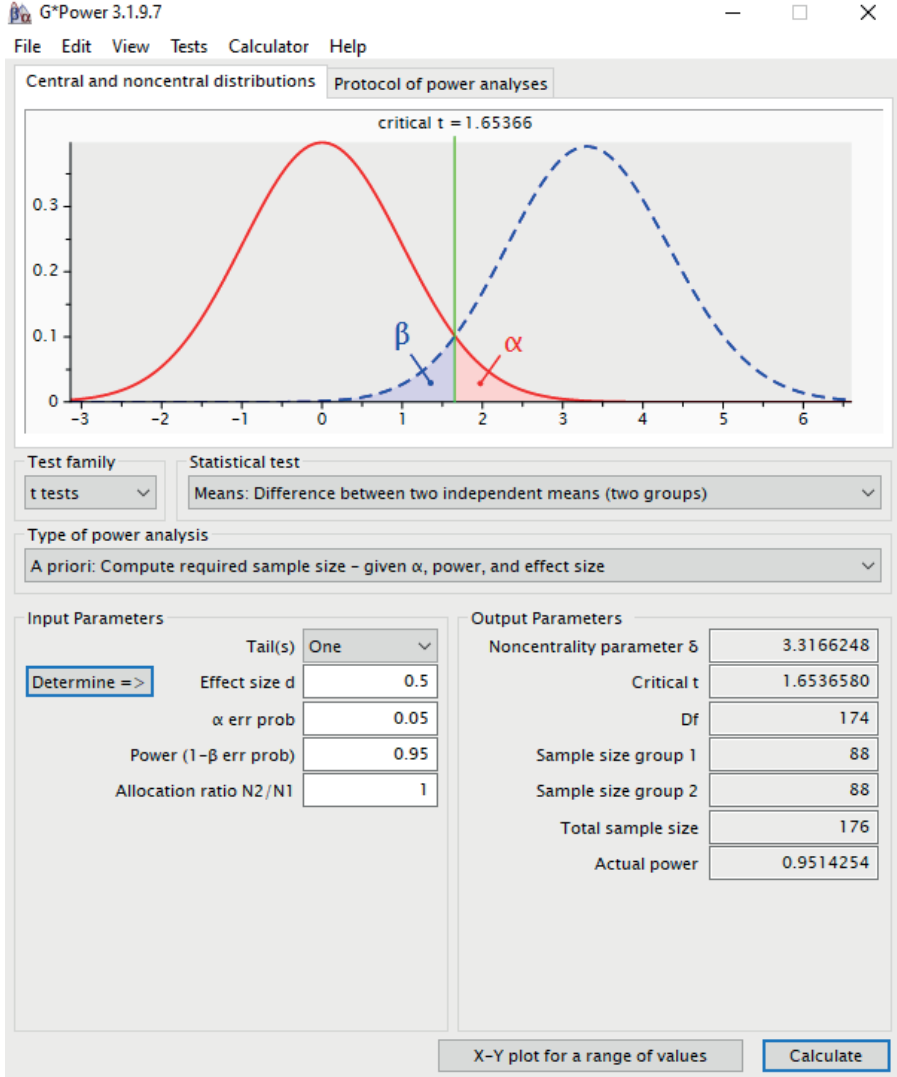 G*Power 3.1.9.7
File Edit View Tests Calculator Help
Central and noncentral distributions Protocol of power analyses
critical t = 1.65366
0.3
0.2
0.1
0
β α
-3 -2 -1 0 1 2 3 4 5 6
Test family Statistical test
t tests Means: Difference between two independent means (two groups)
Type of power analysis
A priori: Compute required sample size – given α, power, and effect size
Input Parameters
Tail(s) One
Determine => Effect size d 0.5
α err prob 0.05
Power (1-β err prob) 0.95
Allocation ratio N2/N1 1
Output Parameters
Noncentrality parameter δ 3.3166248
Critical t 1.6536580
Df 174
Sample size group 1 88
Sample size group 2 88
Total sample size 176
Actual power 0.9514254
X-Y plot for a range of values Calculate